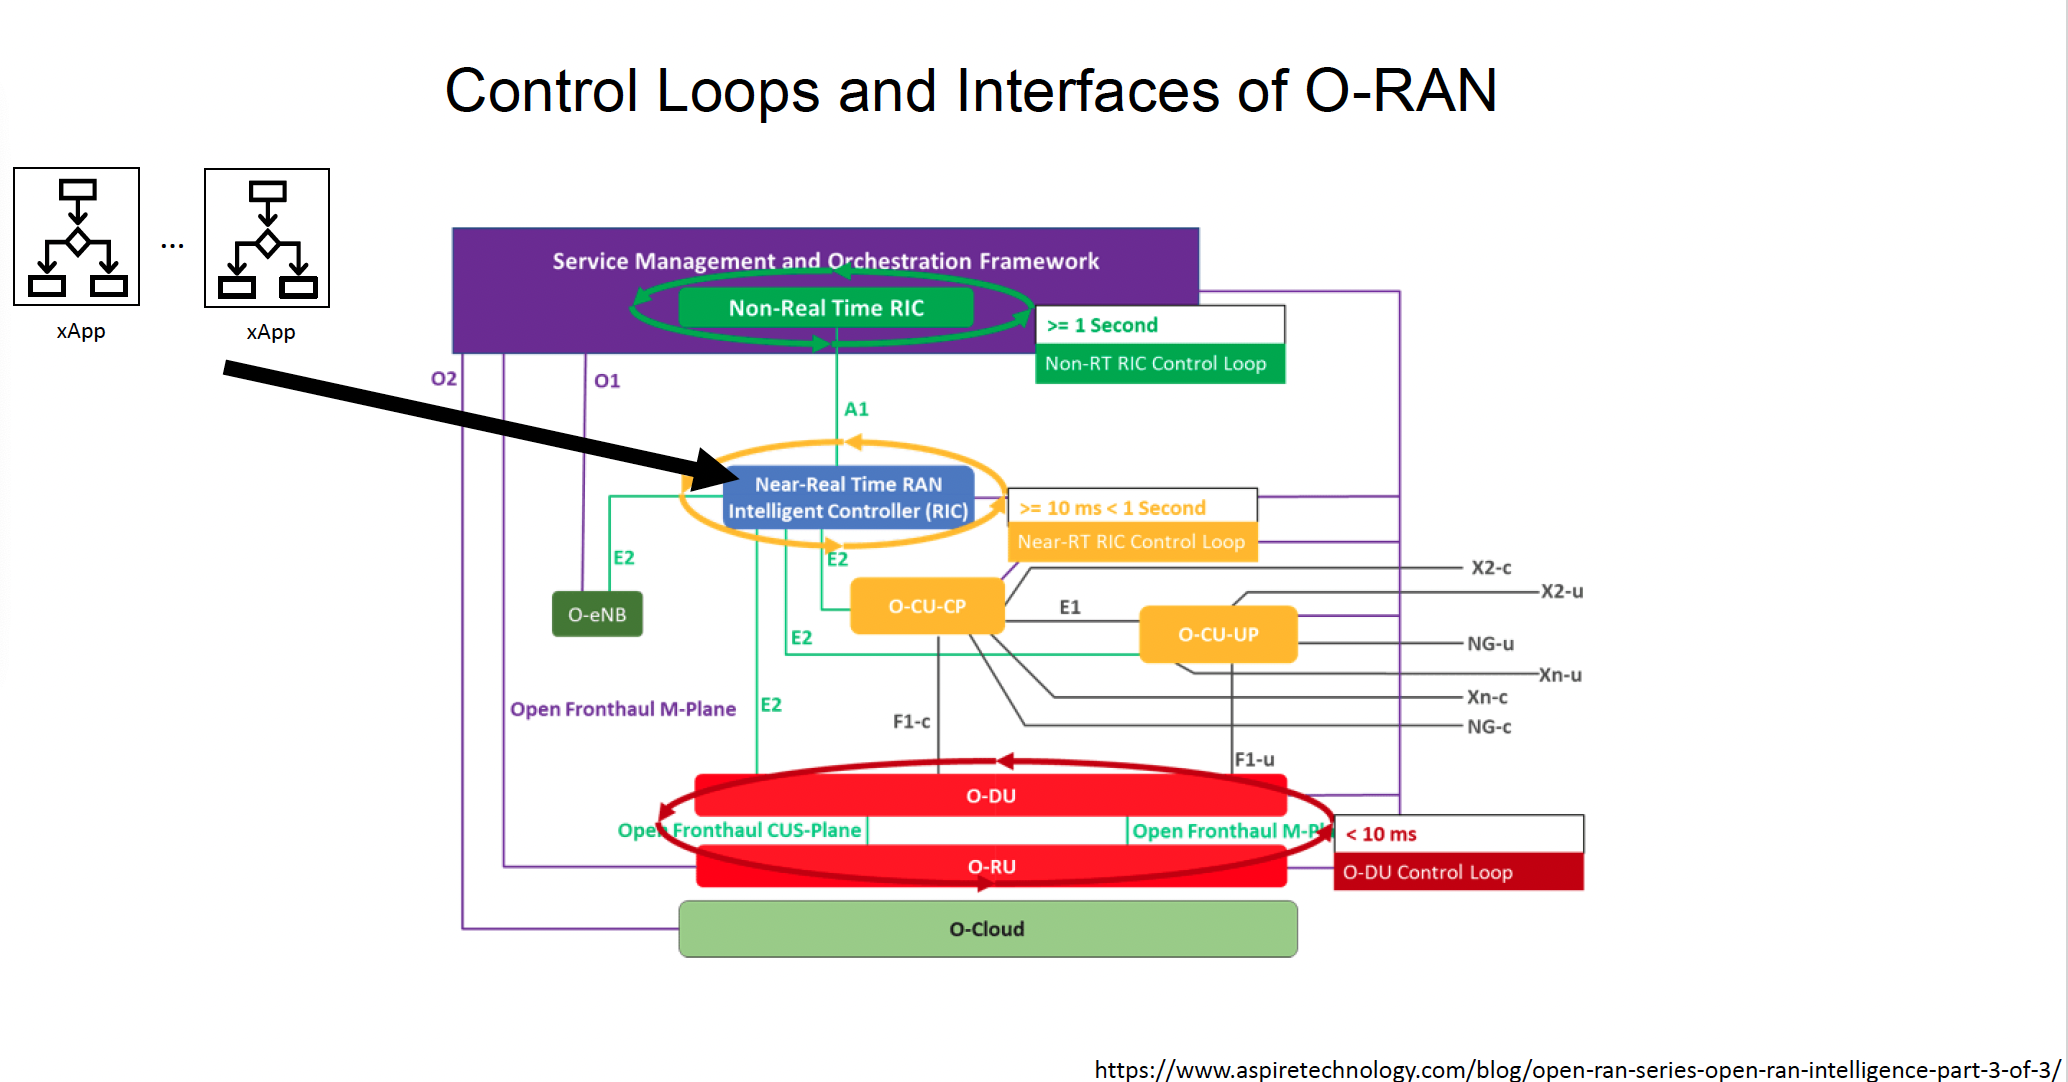 Control Loops and Interfaces of O-RAN
xApp
...
xApp
Service Management and Orchestration Framework
Non-Real Time RIC
>= 1 Second
Non-RT RIC Control Loop
O2
O1
A1
Near-Real Time RAN
Intelligent Controller (RIC)
>= 10 ms < 1 Second
Near-RT RIC Control Loop
E2
E2
O-eNB
O-CU-CP
E1
O-CU-UP
X2-c
X2-u
NG-u
Xn-u
Xn-c
NG-c
E2
E2
Open Fronthaul M-Plane
F1-c
F1-u
O-DU
Open Fronthaul CUS-Plane
Open Fronthaul M-Pl
O-RU
< 10 ms
O-DU Control Loop
O-Cloud
https://www.aspiretechnology.com/blog/open-ran-series-open-ran-intelligence-part-3-of-3/